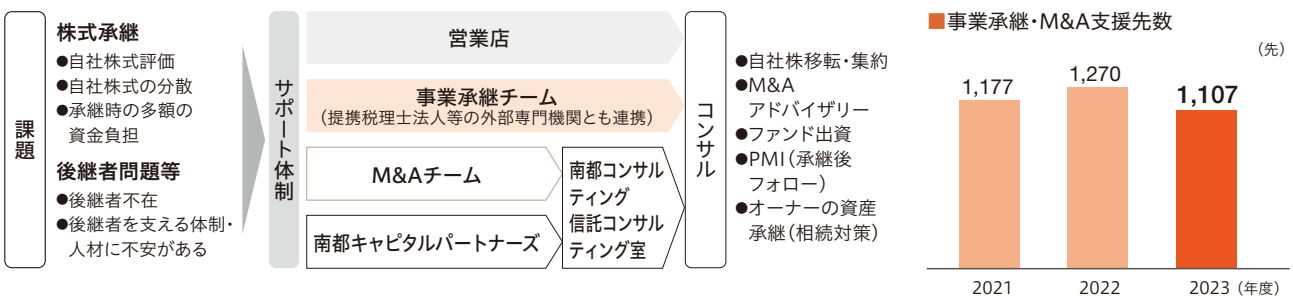 課題
株式承継
●自社株式評価
●自社株式の分散
●承継時の多額の
資金負担
後継者問題等
●後継者不在
●後継者を支える体制・
人材に不安がある
サポート体制
営業店
事業承継チーム
(提携税理士法人等の外部専門機関とも連携)
M&Aチーム
南都キャピタルパートナーズ
南都コンサル
ティング
信託コンサル
ティング室
コンサル
●自社株移転・集約
●M&A
アドバイザリー
●ファンド出資
●PMI(承継後
フォロー)
●オーナーの資産
承継(相続対策)
■事業承継・M&A支援先数
(先)
1,177
1,270
1,107
2021
2022
2023 (年度)